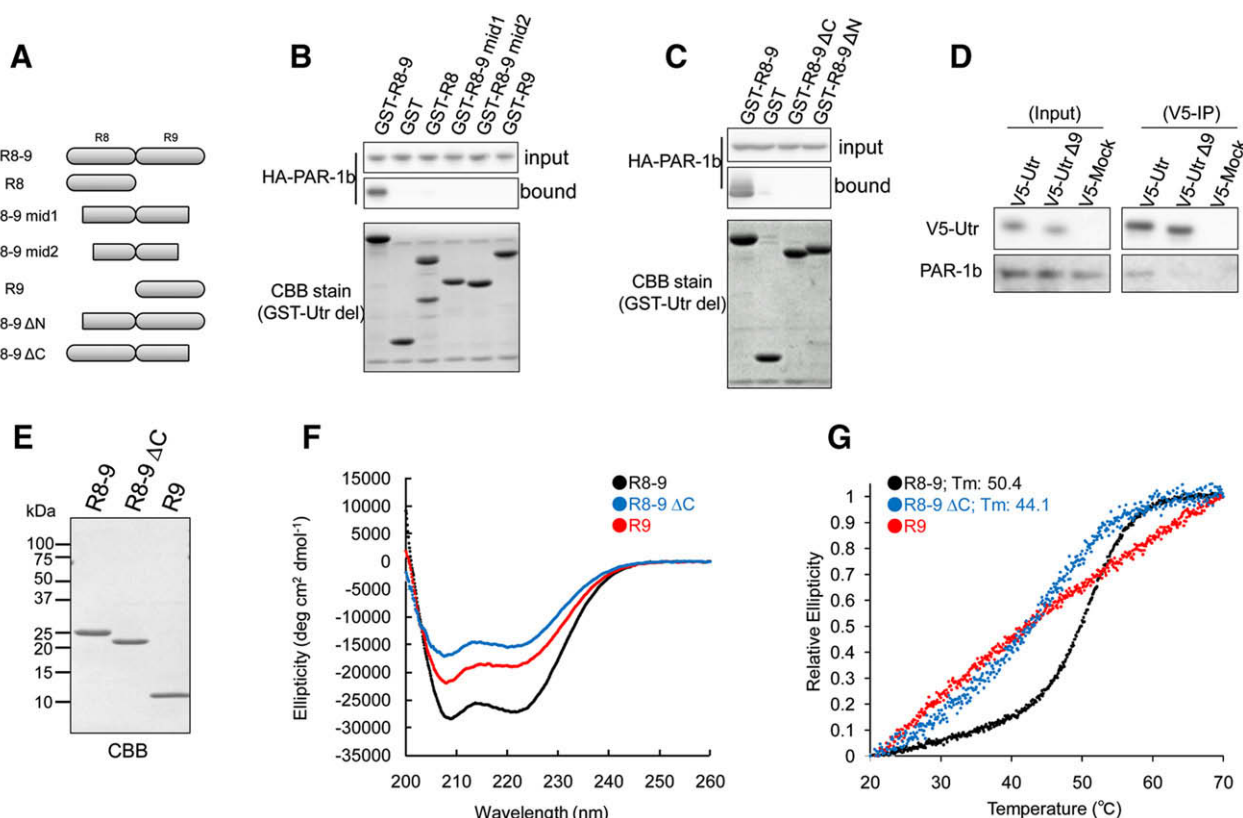 A
R8 R9
R8-9
R8
8-9 mid1
8-9 mid2
R9
8-9 ΔN
8-9 ΔC
B
GST-R8-9
GST
GST-R8
GST-R8-9 mid1
GST-R8-9 mid2
GST-R9
HA-PAR-1b
input
bound
CBB stain
(GST-Utr del)
C
GST-R8-9
GST
GST-R8-9 ΔC
GST-R8-9 ΔN
HA-PAR-1b
input
bound
CBB stain
(GST-Utr del)
D
(Input) (V5-IP)
V5-Utr
V5-Utr Δ9
V5-Mock
V5-Utr
V5-Utr Δ9
V5-Mock
V5-Utr
PAR-1b
E
R8-9
R8-9 ΔC
R9
kDa
100
75
50
37
25
20
15
10
CBB
F
15000
10000
5000
0
-5000
-10000
-15000
-20000
-25000
-30000
-35000
Ellipticity (deg cm² dmol⁻¹)
R8-9
R8-9 ΔC
R9
200 210 220 230 240 250 260
Wavelength (nm)
G
R8-9; Tm: 50.4
R8-9 ΔC; Tm: 44.1
R9
1
0.9
0.8
0.7
0.6
0.5
0.4
0.3
0.2
0.1
0
Relative Ellipticity
20 30 40 50 60 70
Temperature (°C)